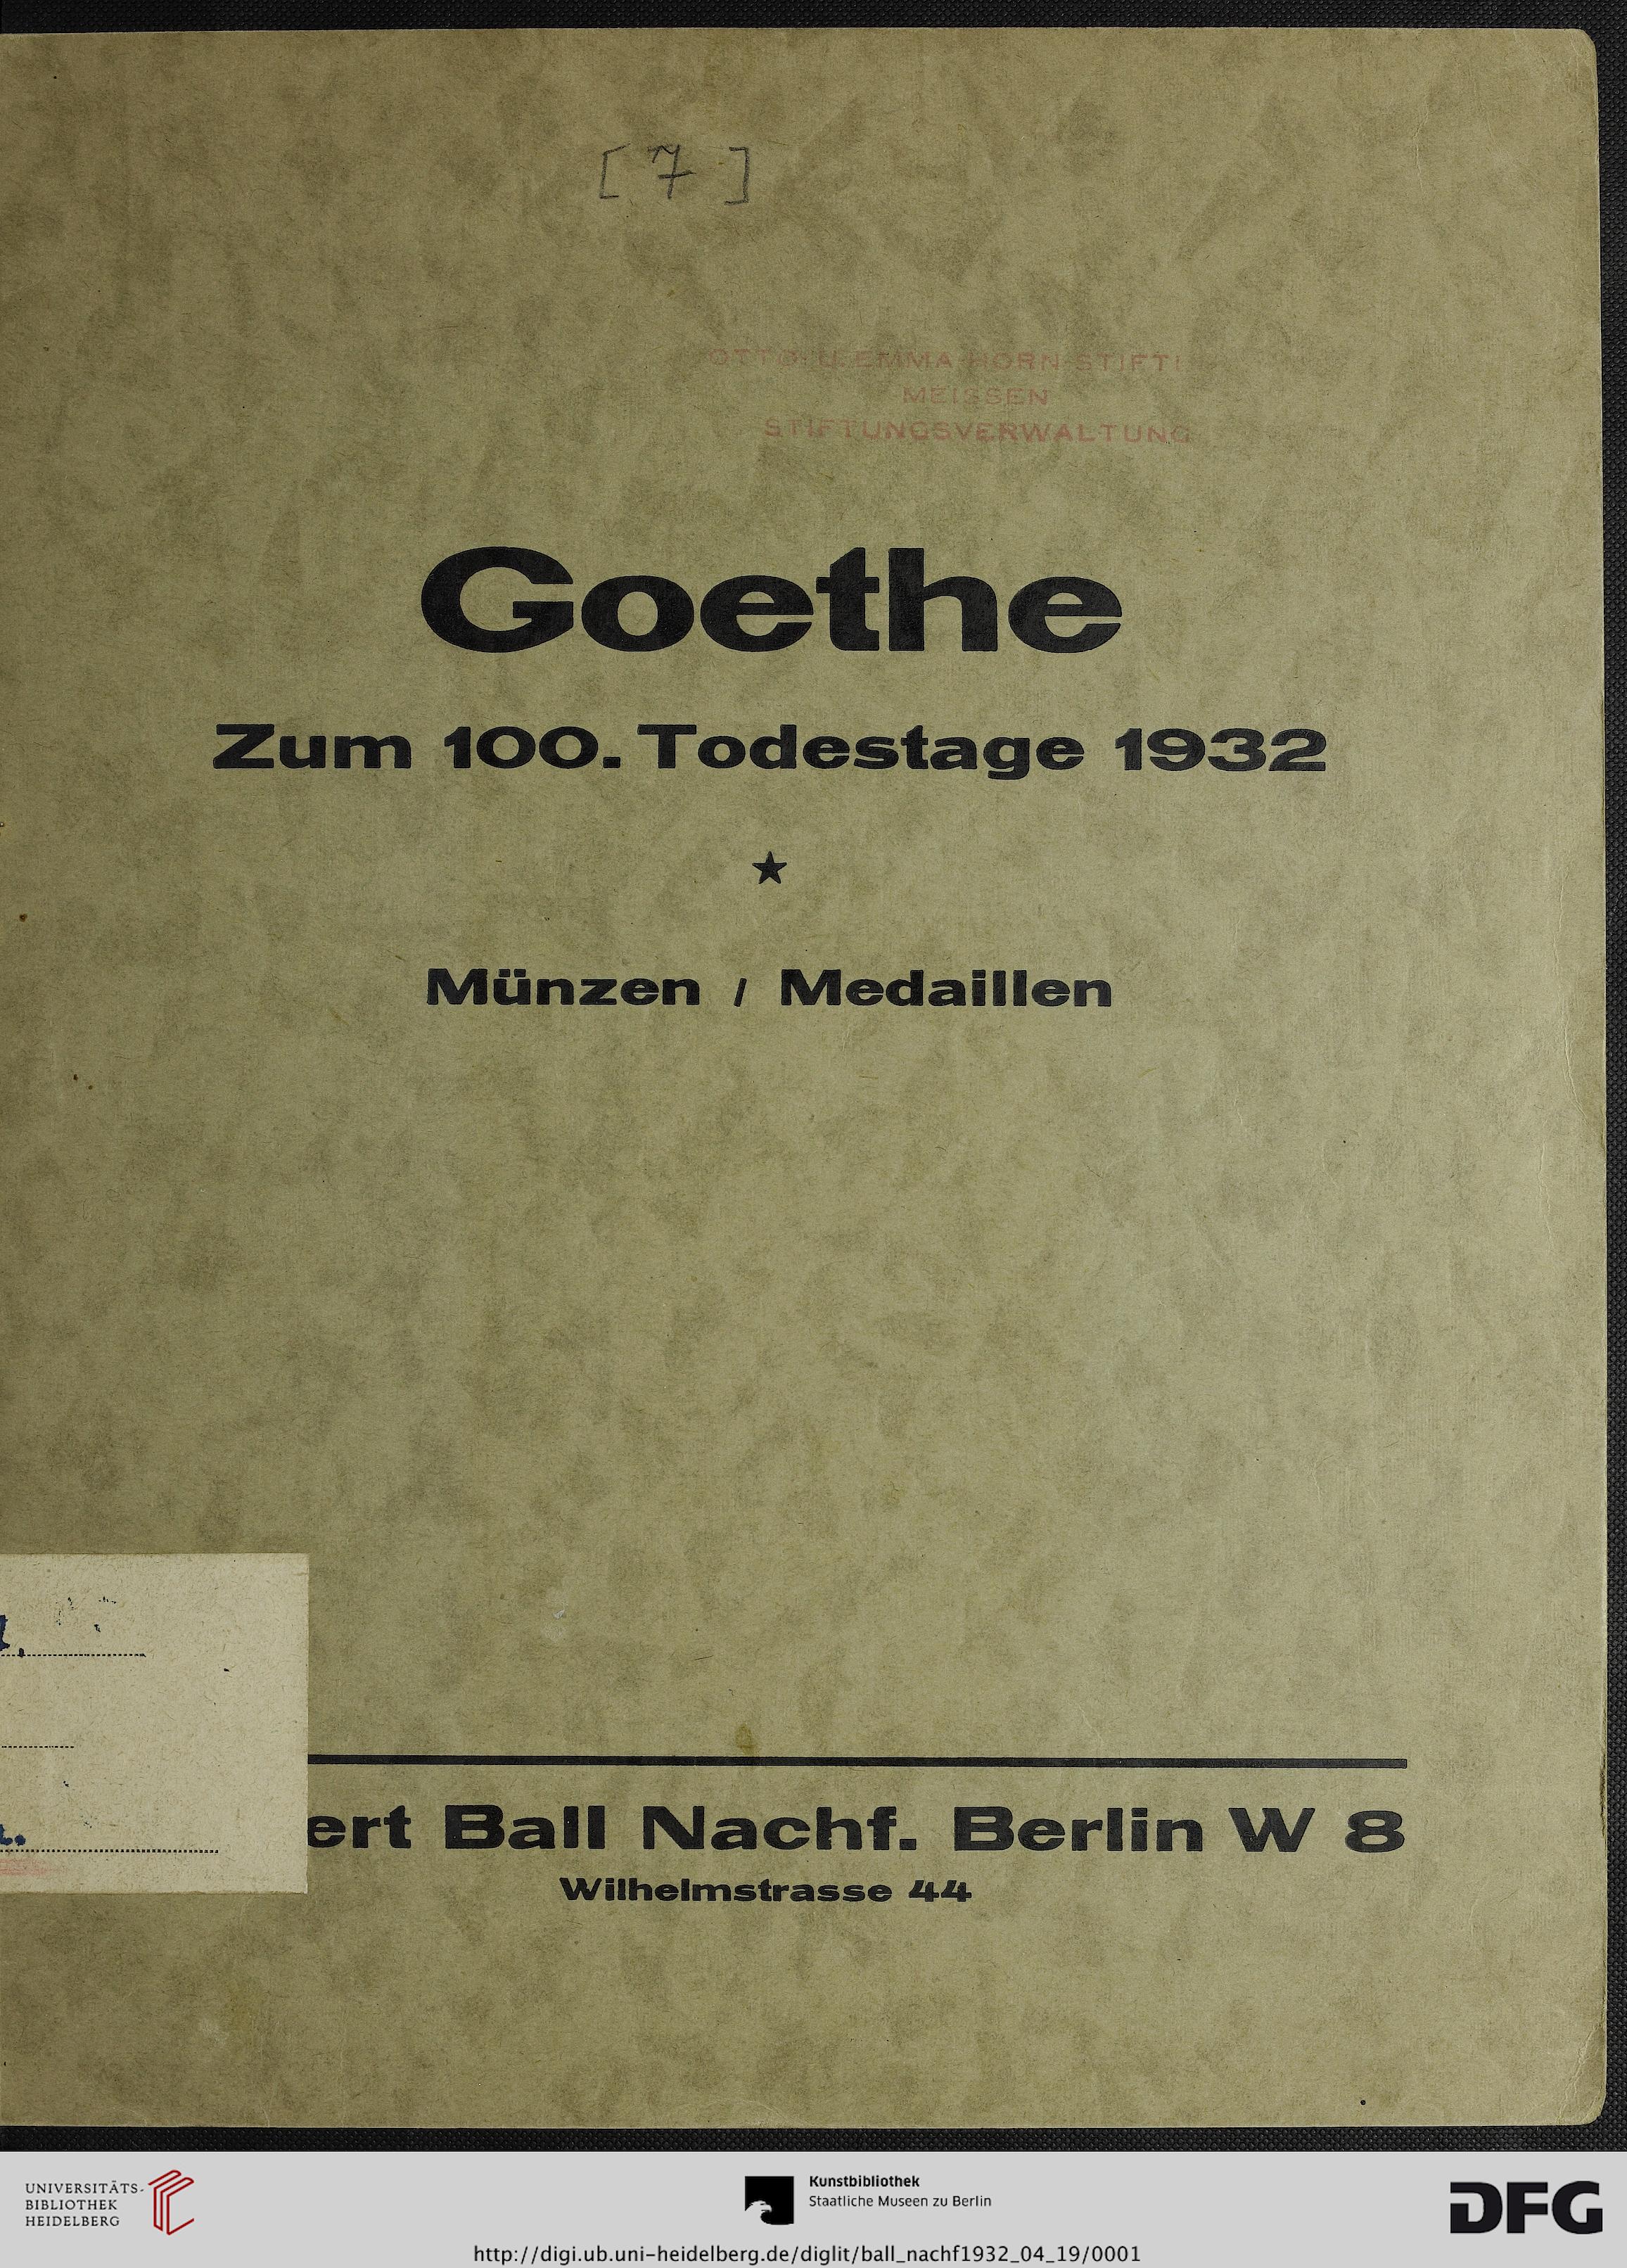 [7]
OTTO U. EMMA HORN-STIFT
MEISSEN
STIFTUNGSVERWALTUNG
Goethe
Zum 100. Todestage 1932
★
Münzen / Medaillen
ert Ball Nachf. Berlin W 8
Wilhelmstrasse 44
UNIVERSITÄTS-
BIBLIOTHEK
HEIDELBERG
Kunstbibliothek
Staatliche Museen zu Berlin
DFG
http://digi.ub.uni-heidelberg.de/diglit/ball_nachf1932_04_19/0001